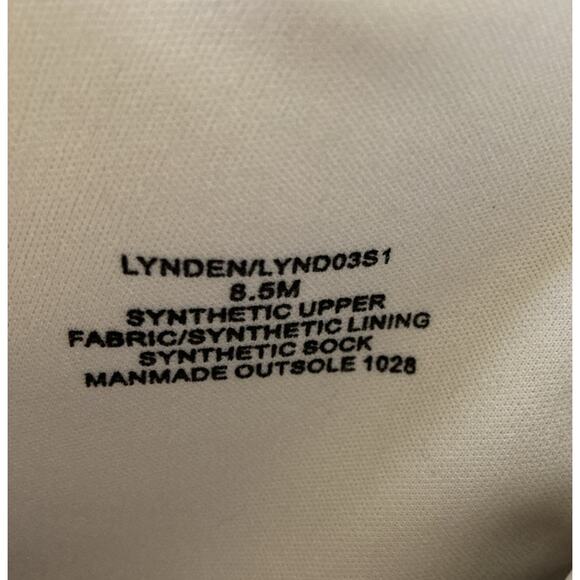 LYNDEN/LYND03S1
8.5M
SYNTHETIC UPPER
FABRIC/SYNTHETIC LINING
SYNTHETIC SOCK
MANMADE OUTSOLE 1028